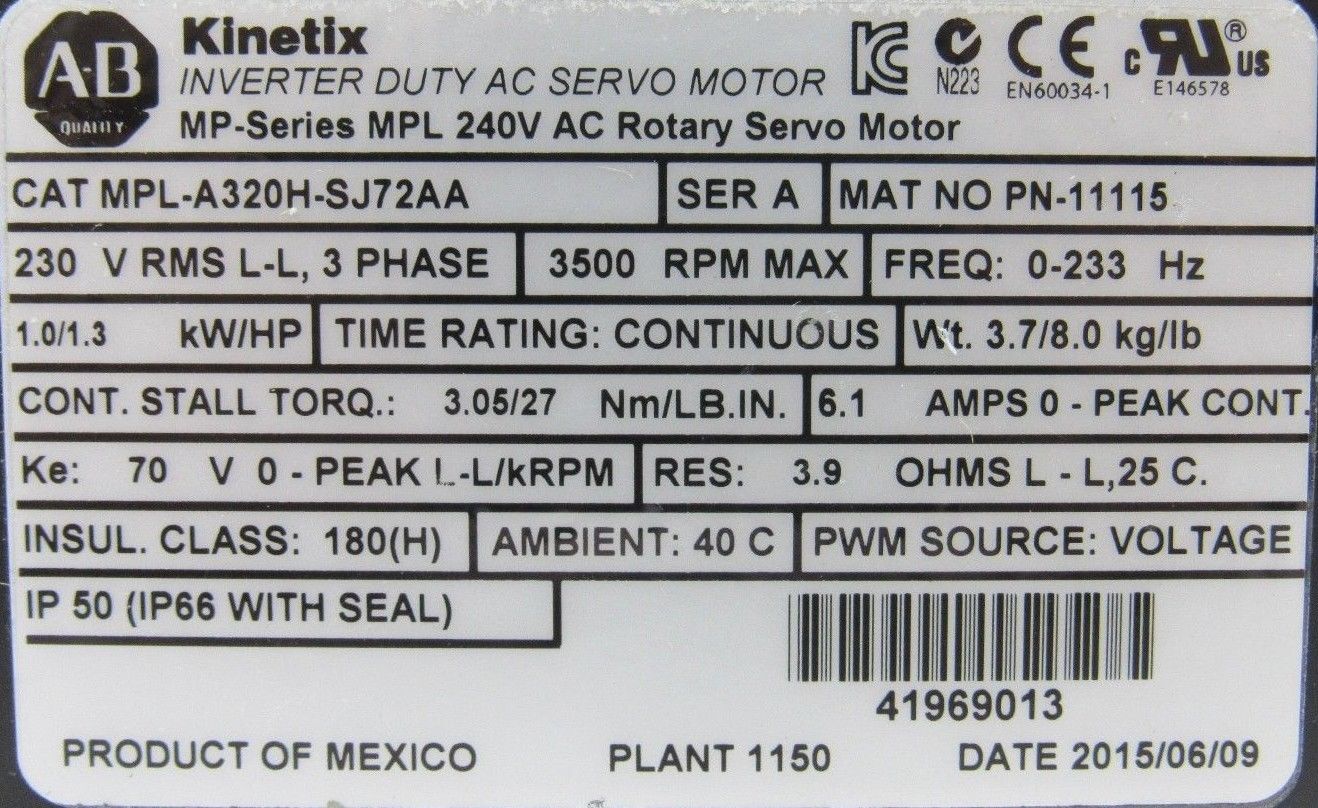 A-B
QUALITY
Kinetix
INVERTER DUTY AC SERVO MOTOR
MP-Series MPL 240V AC Rotary Servo Motor
KC
N223
CE
EN60034-1
c RU ® US
E146578
CAT MPL-A320H-SJ72AA SER A MAT NO PN-11115
230 V RMS L-L, 3 PHASE 3500 RPM MAX FREQ: 0-233 Hz
1.0/1.3 kW/HP TIME RATING: CONTINUOUS Wt. 3.7/8.0 kg/lb
CONT. STALL TORQ.: 3.05/27 Nm/LB.IN. 6.1 AMPS 0 - PEAK CONT.
Ke: 70 V 0 - PEAK L-L/kRPM RES: 3.9 OHMS L - L,25 C.
INSUL. CLASS: 180(H) AMBIENT: 40 C PWM SOURCE: VOLTAGE
IP 50 (IP66 WITH SEAL)
41969013
PRODUCT OF MEXICO PLANT 1150 DATE 2015/06/09